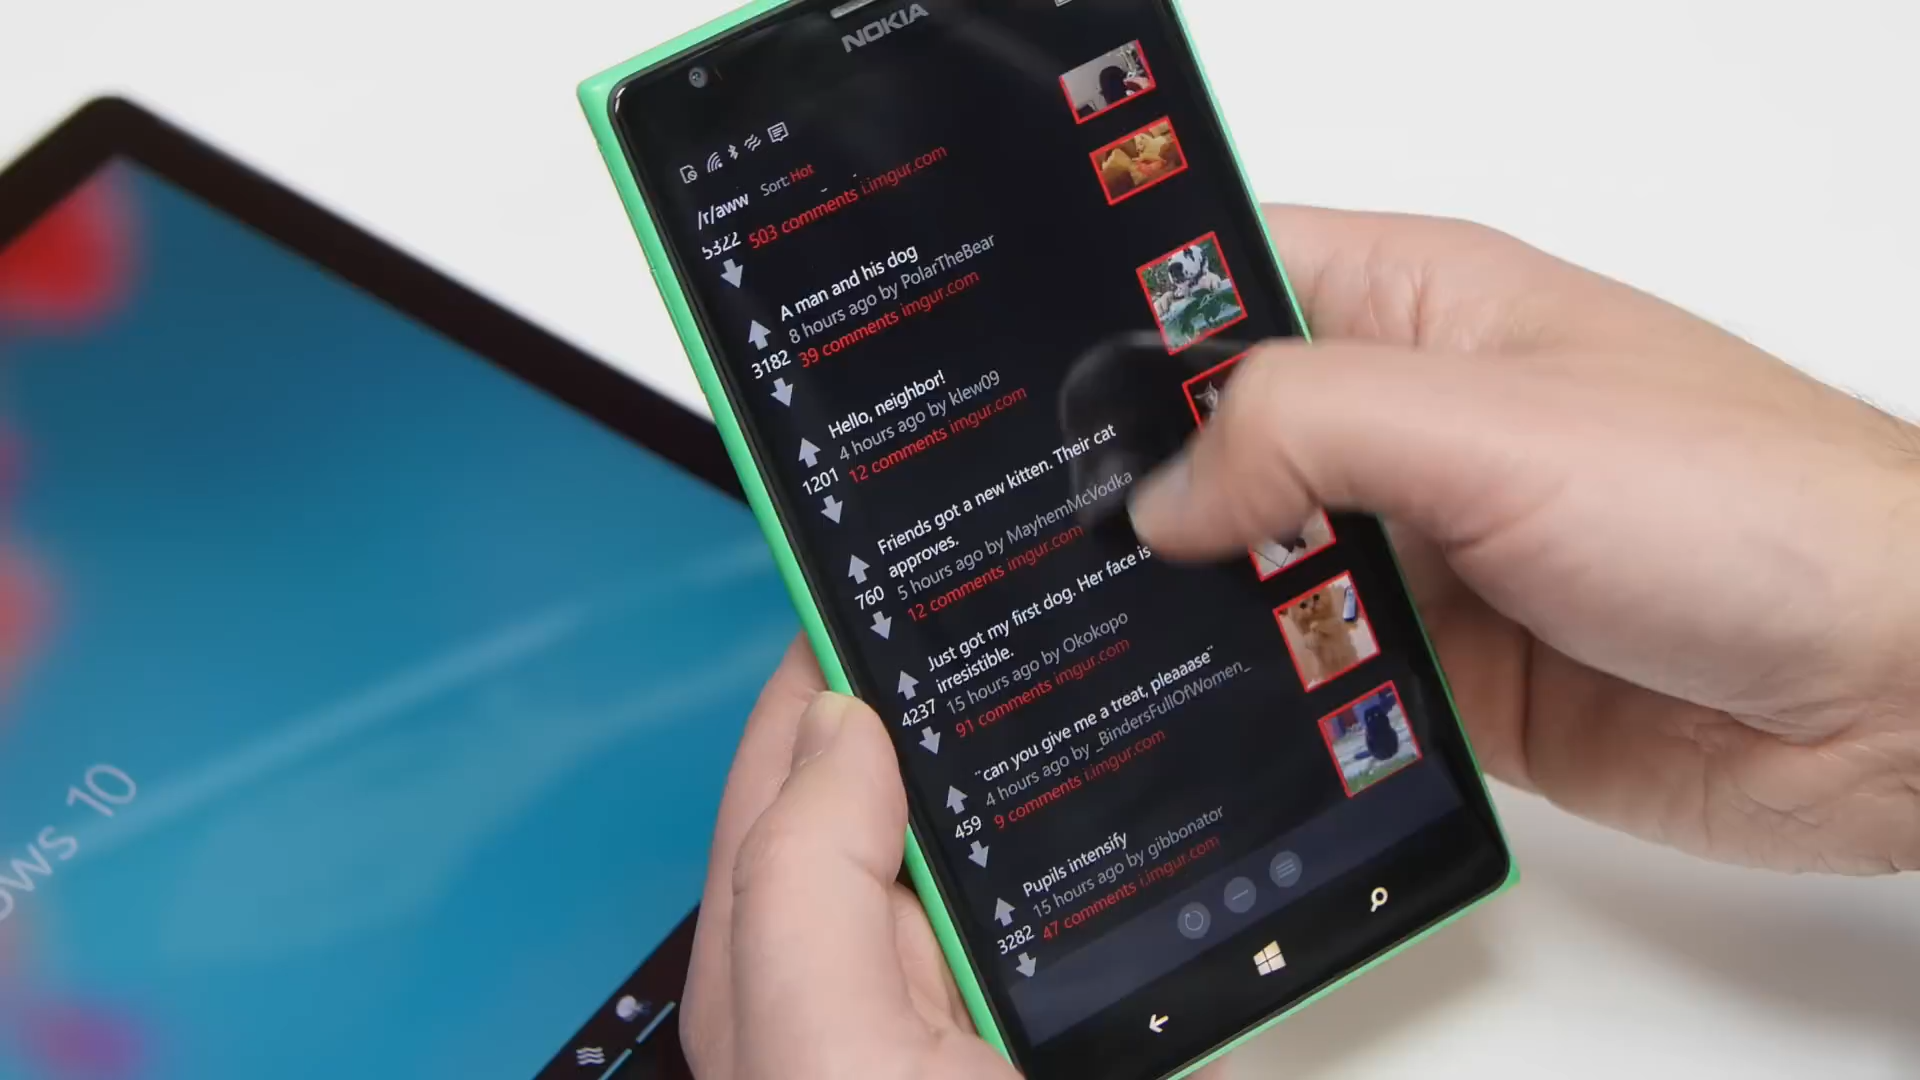 NOKIA
/r/aww Sort: Hot
5322 503 comments i.imgur.com
A man and his dog
8 hours ago by PolarTheBear
3182 39 comments imgur.com
Hello, neighbor!
4 hours ago by klew09
1201 12 comments imgur.com
Friends got a new kitten. Their cat
approves.
5 hours ago by MayhemMcVodka
760 12 comments imgur.com
Just got my first dog. Her face is
irresistible.
15 hours ago by Okokopo
4237 91 comments imgur.com
¨can you give me a treat, pleaaase¨
4 hours ago by _BindersFullOfWomen_
459 9 comments i.imgur.com
Pupils intensify
15 hours ago by gibbonator
3282 47 comments i.imgur.com
ows 10